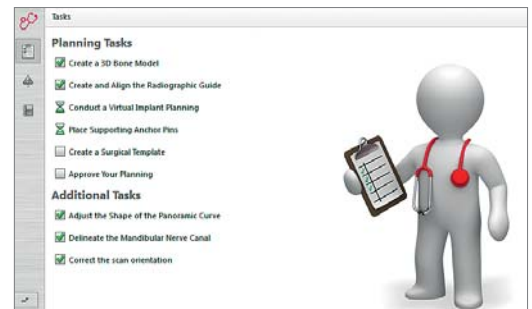 Tasks
Planning Tasks
Create a 3D Bone Model
Create and Align the Radiographic Guide
Conduct a Virtual Implant Planning
Place Supporting Anchor Pins
Create a Surgical Template
Approve Your Planning
Additional Tasks
Adjust the Shape of the Panoramic Curve
Delineate the Mandibular Nerve Canal
Correct the scan orientation